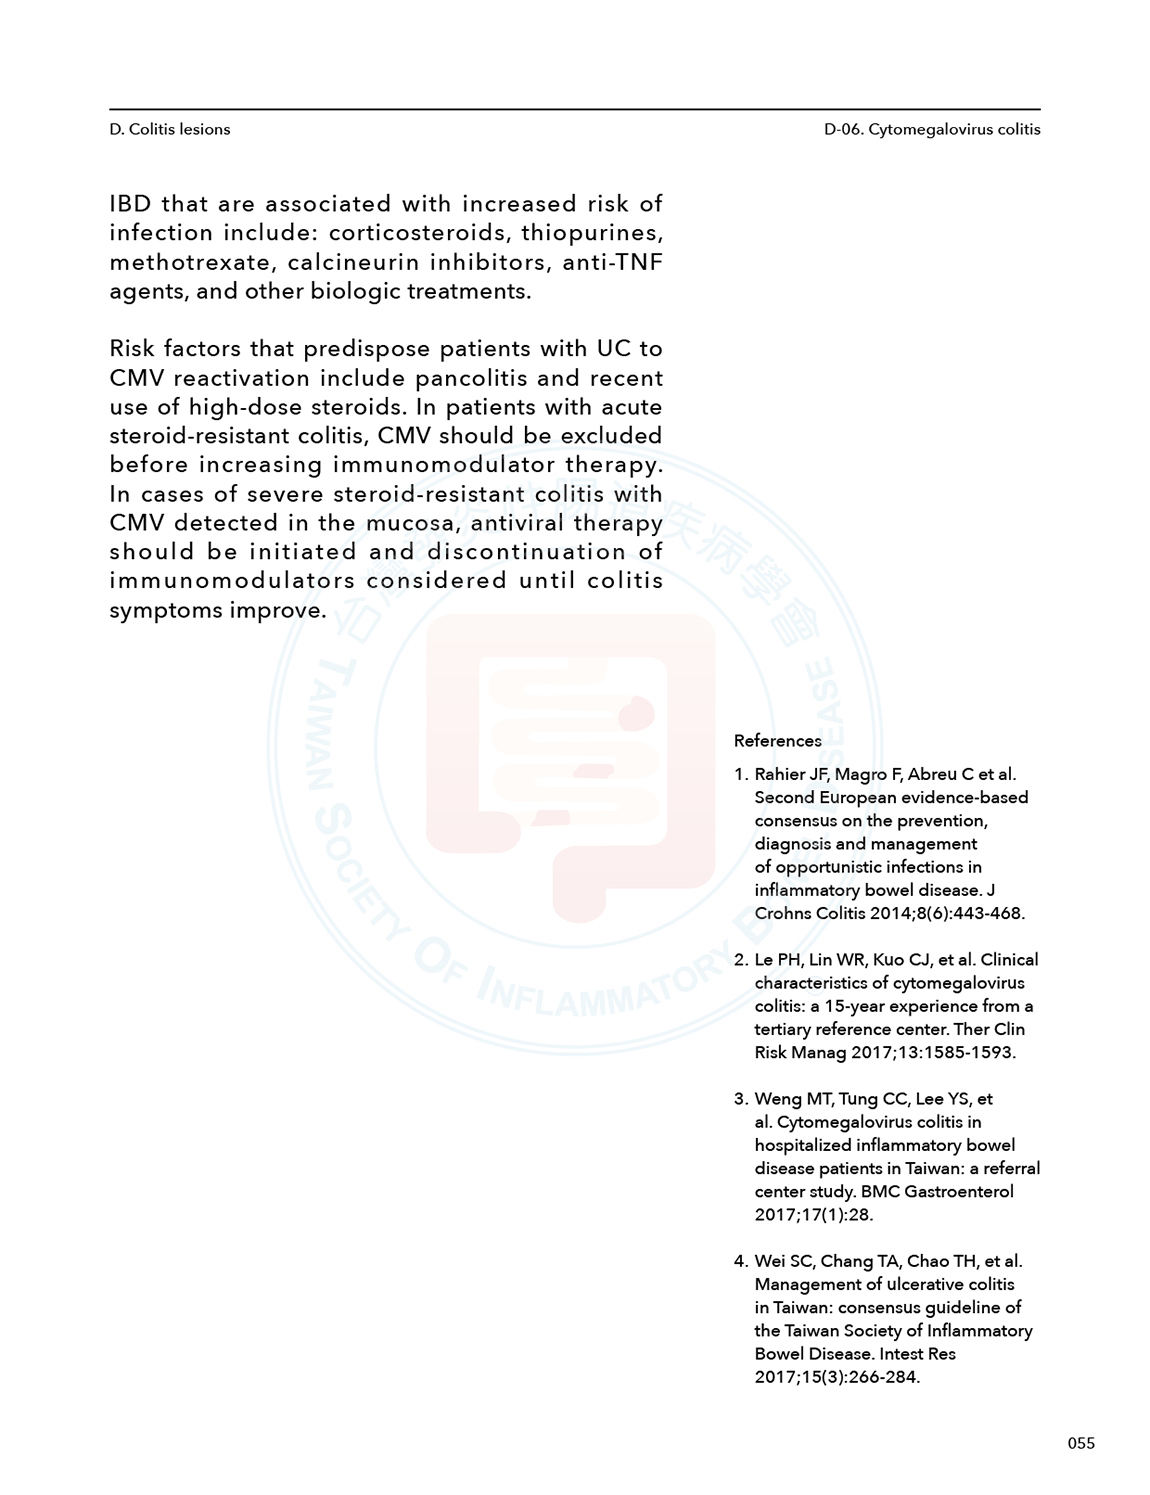 D. Colitis lesions
D-06. Cytomegalovirus colitis
IBD that are associated with increased risk of
infection include: corticosteroids, thiopurines,
methotrexate, calcineurin inhibitors, anti-TNF
agents, and other biologic treatments.
Risk factors that predispose patients with UC to
CMV reactivation include pancolitis and recent
use of high-dose steroids. In patients with acute
steroid-resistant colitis, CMV should be excluded
before increasing immunomodulator therapy.
In cases of severe steroid-resistant colitis with
CMV detected in the mucosa, antiviral therapy
should be initiated and discontinuation of
immunomodulators considered until colitis
symptoms improve.
台灣發炎性腸道疾病學會
TAIWAN SOCIETY OF INFLAMMATORY BOWEL DISEASE
References
1. Rahier JF, Magro F, Abreu C et al.
Second European evidence-based
consensus on the prevention,
diagnosis and management
of opportunistic infections in
inflammatory bowel disease. J
Crohns Colitis 2014;8(6):443-468.
2. Le PH, Lin WR, Kuo CJ, et al. Clinical
characteristics of cytomegalovirus
colitis: a 15-year experience from a
tertiary reference center. Ther Clin
Risk Manag 2017;13:1585-1593.
3. Weng MT, Tung CC, Lee YS, et
al. Cytomegalovirus colitis in
hospitalized inflammatory bowel
disease patients in Taiwan: a referral
center study. BMC Gastroenterol
2017;17(1):28.
4. Wei SC, Chang TA, Chao TH, et al.
Management of ulcerative colitis
in Taiwan: consensus guideline of
the Taiwan Society of Inflammatory
Bowel Disease. Intest Res
2017;15(3):266-284.
055